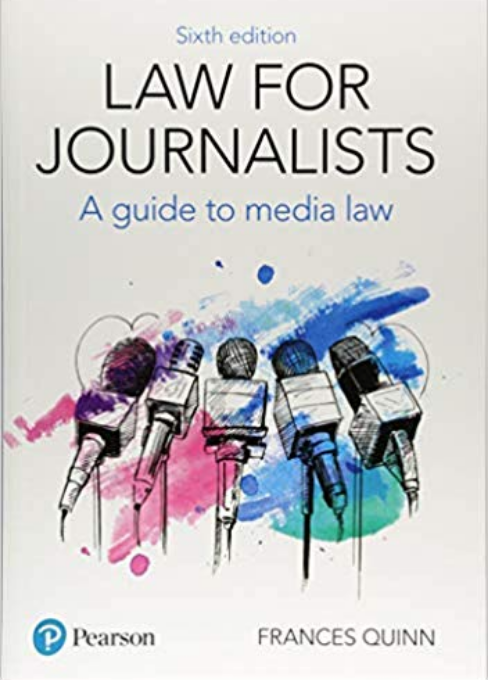 Sixth edition
LAW FOR
JOURNALISTS
A guide to media law
Pearson
FRANCES QUINN